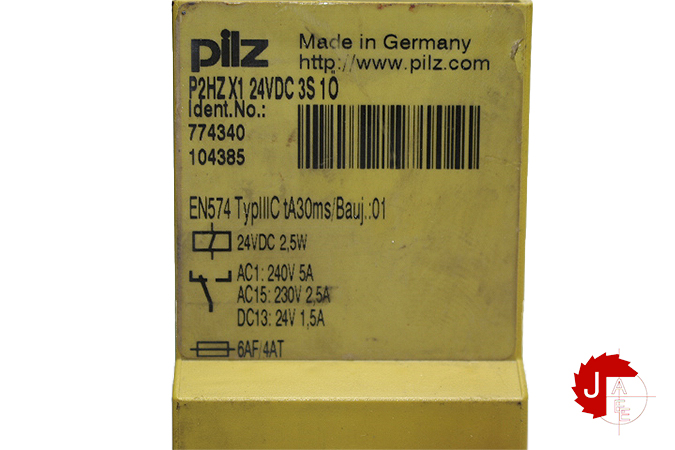 pilz
Made in Germany
http://www.pilz.com
P2HZ X1 24VDC 3S 1Ö
Ident.No.:
774340
104385
EN574 TypIIIC tA30ms/Bauj.:01
24VDC 2,5W
AC1: 240V 5A
AC15: 230V 2,5A
DC13: 24V 1,5A
6AF/4AT
J